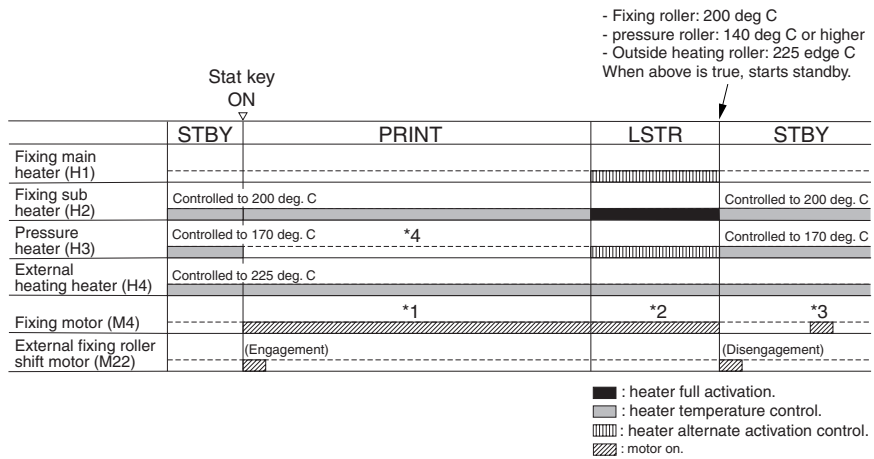 - Fixing roller: 200 deg C
- pressure roller: 140 deg C or higher
- Outside heating roller: 225 edge C
When above is true, starts standby.
Stat key
ON
STBY PRINT LSTR STBY
Fixing main
heater (H1)
Fixing sub
heater (H2)
Controlled to 200 deg. C
Controlled to 200 deg. C
Pressure
heater (H3)
Controlled to 170 deg. C
*4
Controlled to 170 deg. C
External
heating heater (H4)
Controlled to 225 deg. C
Fixing motor (M4)
*1
*2
*3
External fixing roller
shift motor (M22)
(Engagement)
(Disengagement)
: heater full activation.
: heater temperature control.
: heater alternate activation control.
: motor on.